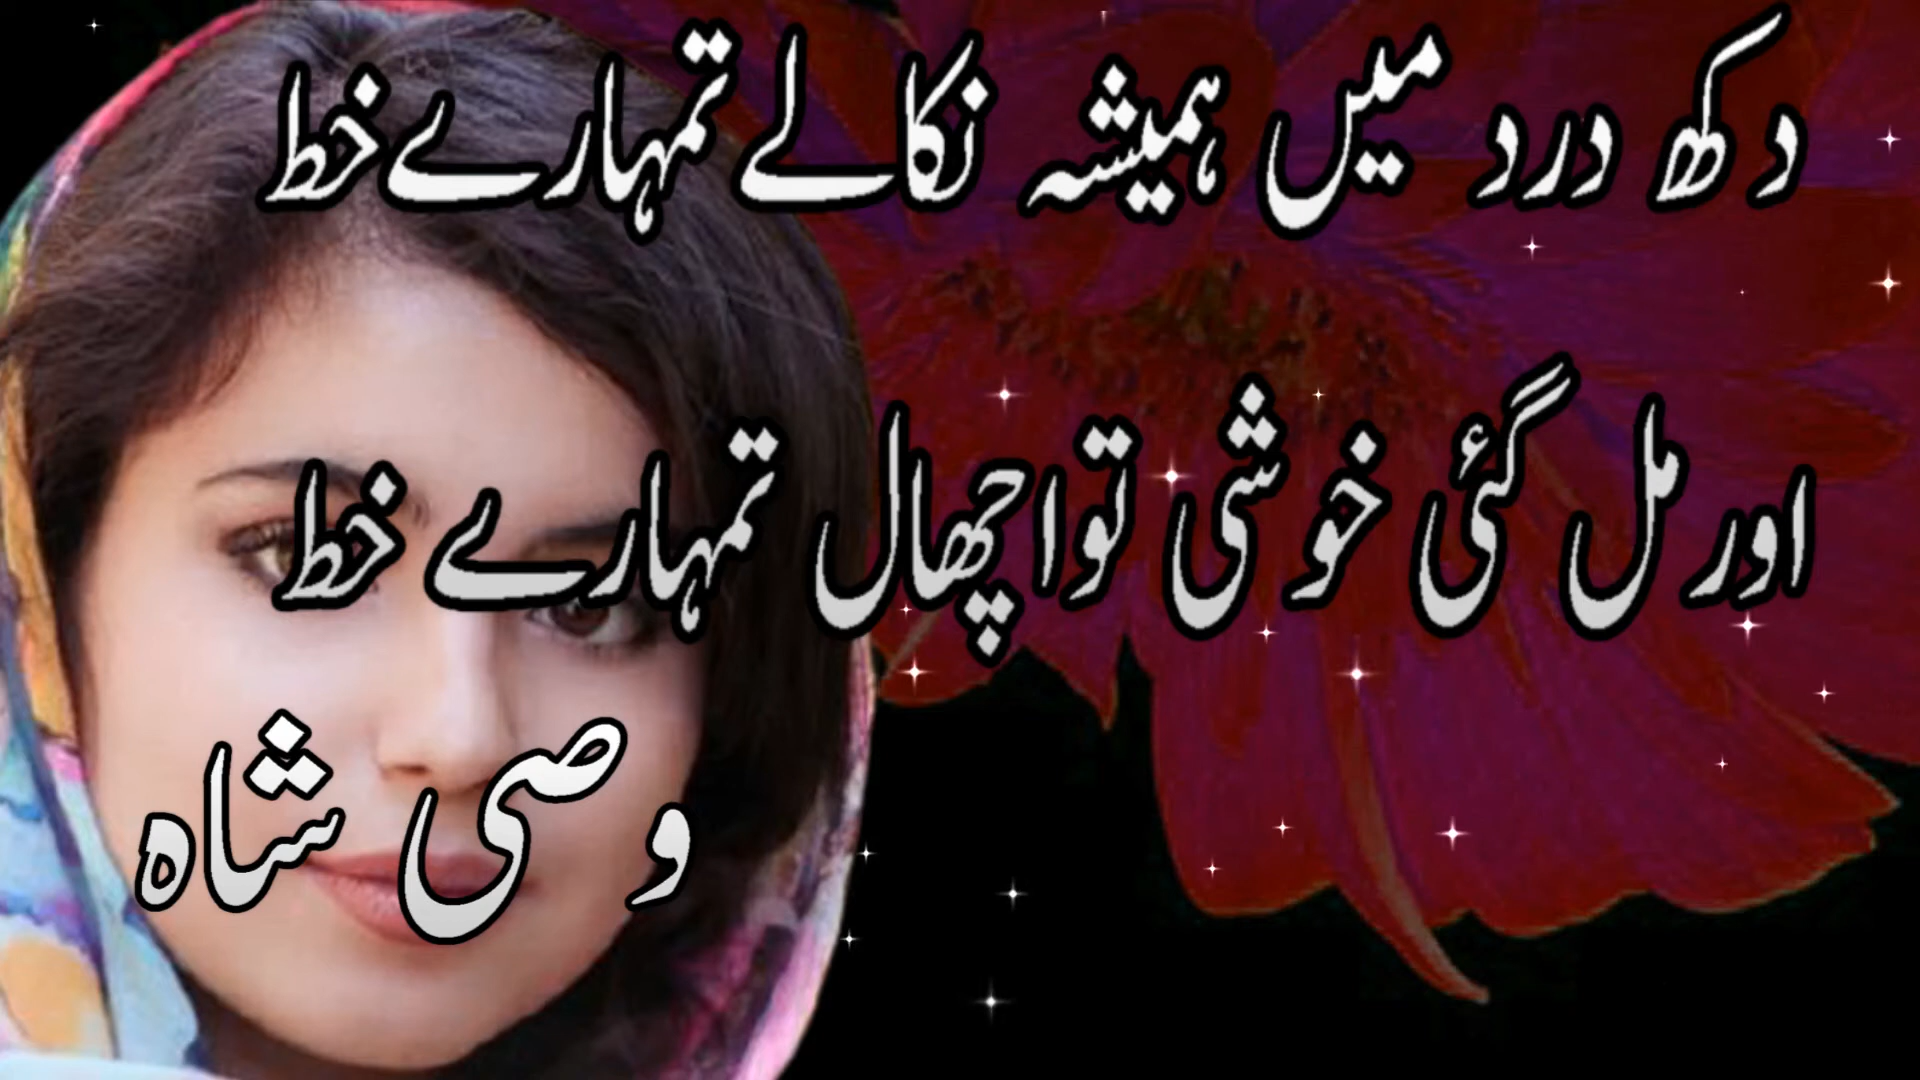 دکھ درد میں ہمیشہ نکالے تمہارے خط
اور مل گئی خوشی تو اچھال تمہارے خط
وصی شاہ